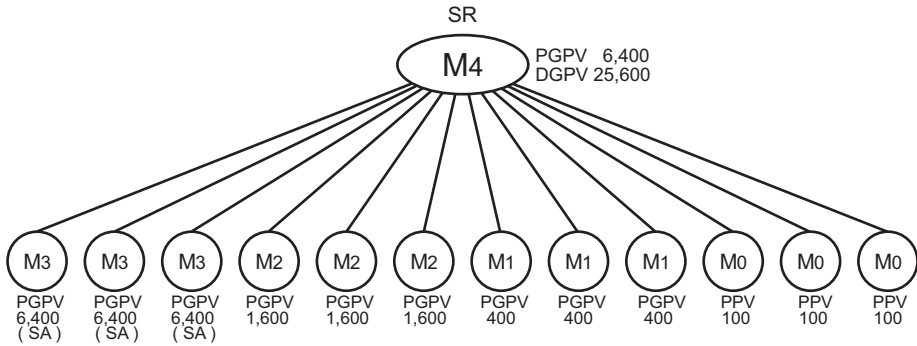 SR
M4
PGPV 6,400
DGPV 25,600
M3 M3 M3 M2 M2 M2 M1 M1 M1 M0 M0 M0
PGPV PGPV PGPV PGPV PGPV PGPV PGPV PGPV PGPV PPV PPV PPV
6,400 6,400 6,400 1,600 1,600 1,600 400 400 400 100 100 100
( SA ) ( SA ) ( SA )